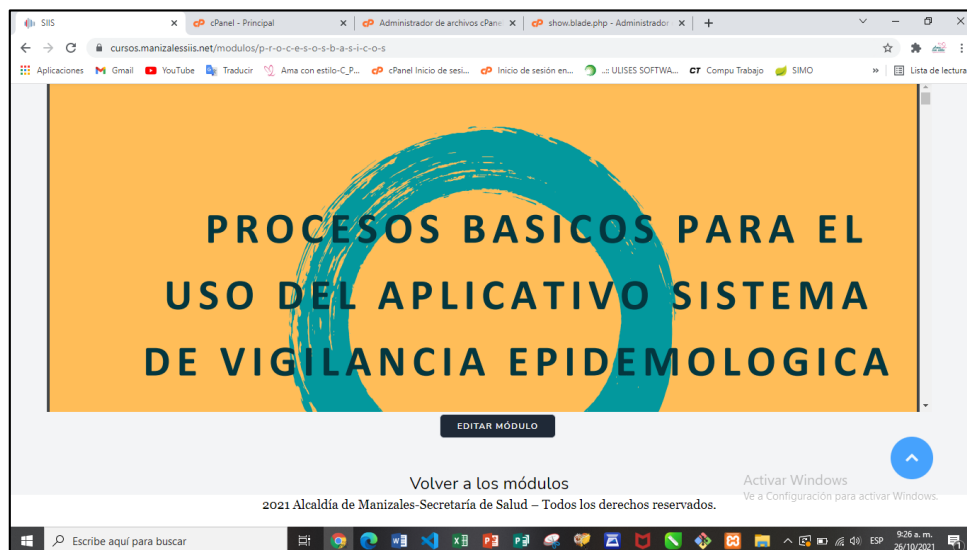 SIIS
cPanel - Principal
Administrador de archivos cPane
show.blade.php - Administrador
cursos.manizalessiis.net/modulos/p-r-o-c-e-s-o-s-b-a-s-i-c-o-s
Aplicaciones
Gmail
YouTube
Traducir
Ama con estilo-C_P...
cPanel Inicio de sesi...
Inicio de sesión en...
..:: ULISES SOFTWA...
CT Compu Trabajo
SIMO
»
Lista de lectura
PROCESOS BASICOS PARA EL
USO DEL APLICATIVO SISTEMA
DE VIGILANCIA EPIDEMOLOGICA
EDITAR MÓDULO
Volver a los módulos
Activar Windows
Ve a Configuración para activar Windows.
2021 Alcaldía de Manizales-Secretaría de Salud – Todos los derechos reservados.
Escribe aquí para buscar
ESP
9:26 a. m.
26/10/2021